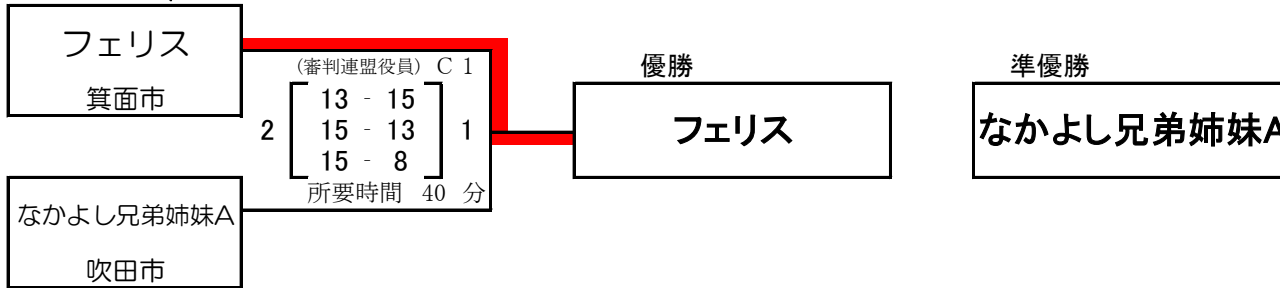 フェリス
箕面市
(審判連盟役員) C 1
13 - 15
2 15 - 13 1
15 - 8
所要時間 40 分
なかよし兄弟姉妹A
吹田市
優勝
フェリス
準優勝
なかよし兄弟姉妹A